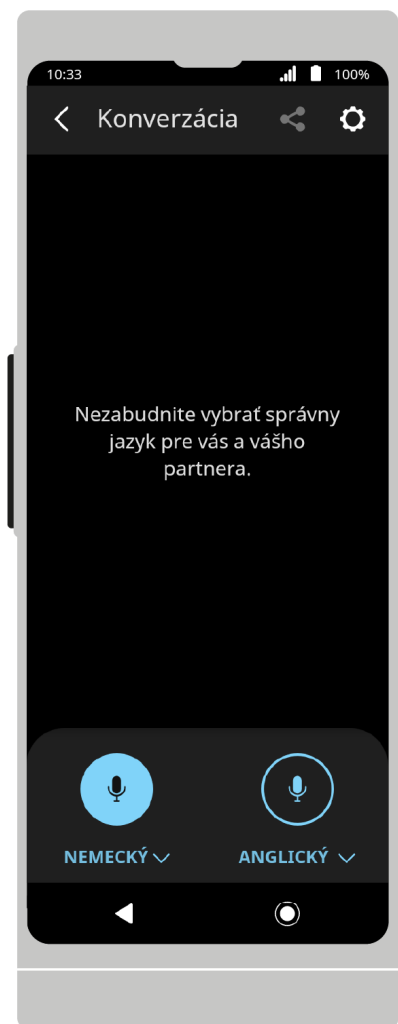 10:33 100%
Konverzácia
Nezabudnite vybrať správny
jazyk pre vás a vášho
partnera.
NEMECKÝ ANGLICKÝ